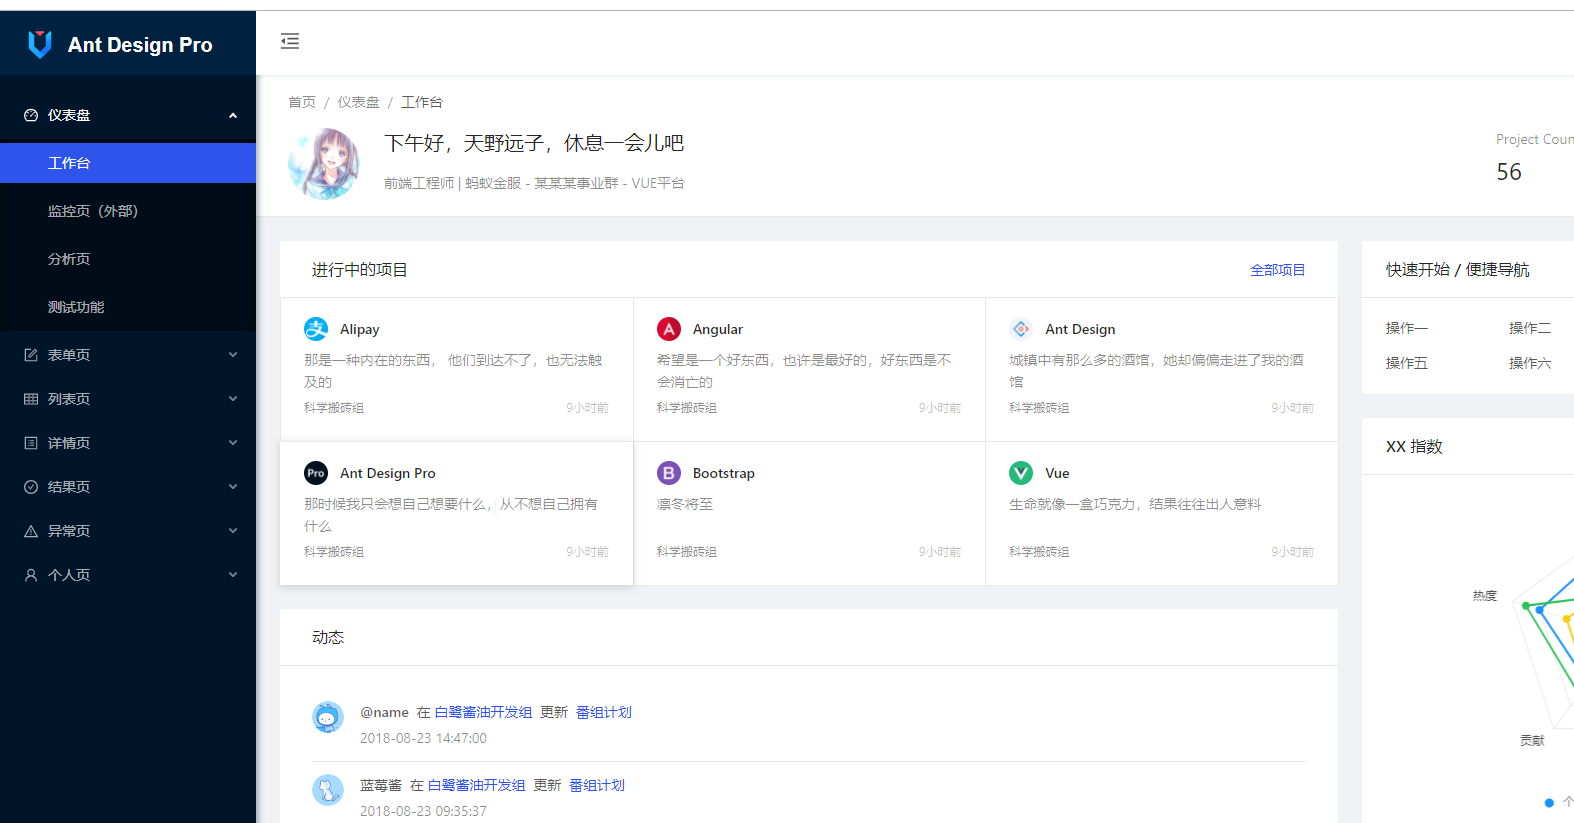 Ant Design Pro
仪表盘
工作台
监控页（外部）
分析页
测试功能
表单页
列表页
详情页
结果页
异常页
个人页
首页 / 仪表盘 / 工作台
下午好，天野远子，休息一会儿吧
前端工程师 | 蚂蚁金服 - 某某某事业群 - VUE平台
Project Coun
56
进行中的项目
全部项目
Alipay
那是一种内在的东西， 他们到达不了，也无法触
及的
科学搬砖组
9小时前
Angular
希望是一个好东西，也许是最好的，好东西是不
会消亡的
科学搬砖组
9小时前
Ant Design
城镇中有那么多的酒馆，她却偏偏走进了我的酒
馆
科学搬砖组
9小时前
Pro
Ant Design Pro
那时候我只会想自己想要什么，从不想自己拥有
什么
科学搬砖组
9小时前
Bootstrap
凛冬将至
科学搬砖组
9小时前
Vue
生命就像一盒巧克力，结果往往出人意料
科学搬砖组
9小时前
动态
@name 在 白鹭酱油开发组 更新 番组计划
2018-08-23 14:47:00
蓝莓酱 在 白鹭酱油开发组 更新 番组计划
2018-08-23 09:35:37
快速开始 / 便捷导航
操作一
操作二
操作五
操作六
XX 指数
热度
贡献
个